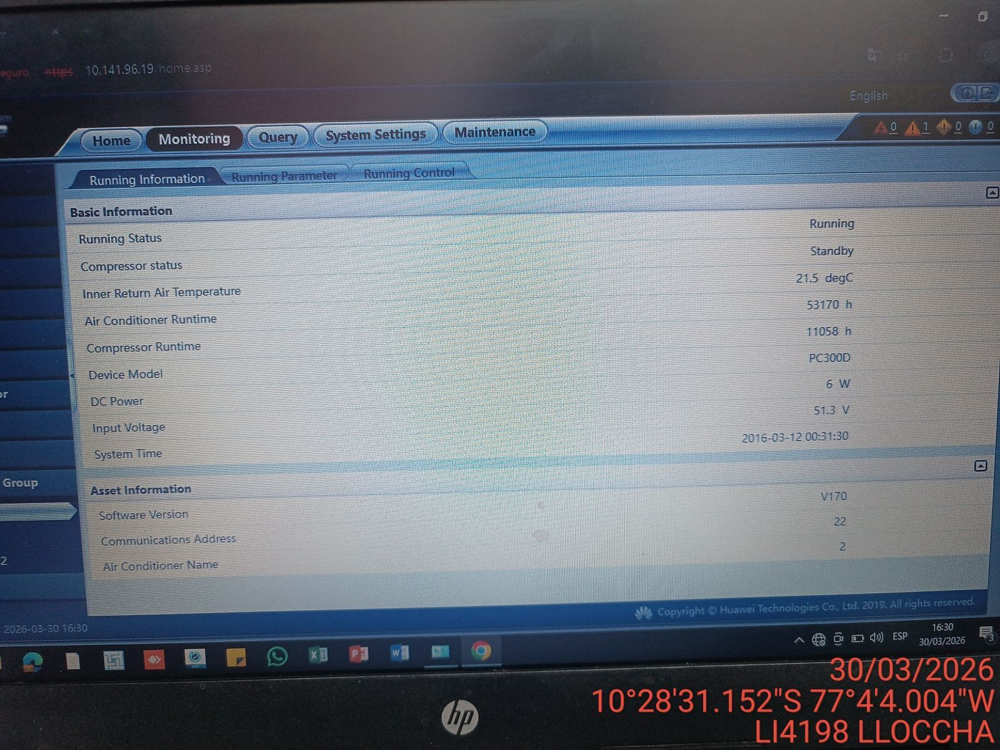 10.141.96.19/home.asp
English
Home Monitoring Query System Settings Maintenance
0 1 0 0
Running Information Running Parameter Running Control
Basic Information
Running Status Running
Compressor status Standby
Inner Return Air Temperature 21.5 degC
Air Conditioner Runtime 53170 h
Compressor Runtime 11058 h
Device Model PC300D
DC Power 6 W
Input Voltage 51.3 V
System Time 2016-03-12 00:31:30
Group
Asset Information
Software Version V170
Communications Address 22
Air Conditioner Name 2
2
Copyright © Huawei Technologies Co., Ltd. 2019. All rights reserved.
2026-03-30 16:30
ESP
16:30
30/03/2026
3
hp
30/03/2026
10°28'31.152"S 77°4'4.004"W
LI4198 LLOCCHA